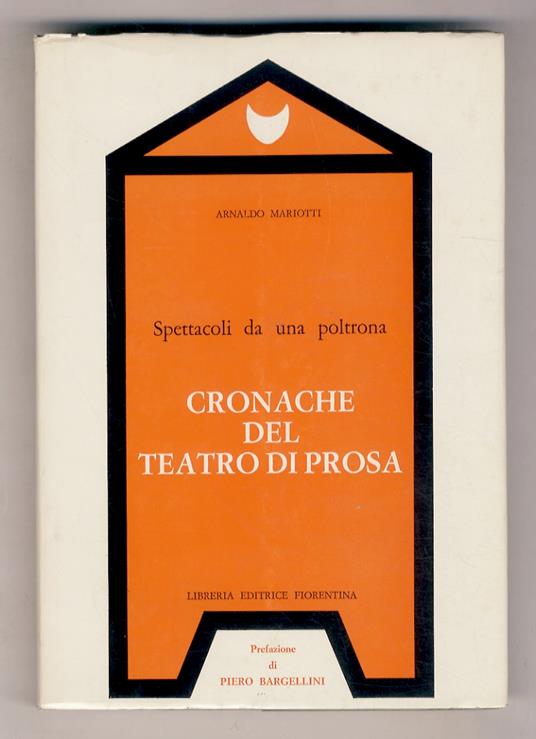 ARNALDO MARIOTTI
Spettacoli da una poltrona
CRONACHE
DEL
TEATRO DI PROSA
LIBRERIA EDITRICE FIORENTINA
Prefazione
di
PIERO BARGELLINI